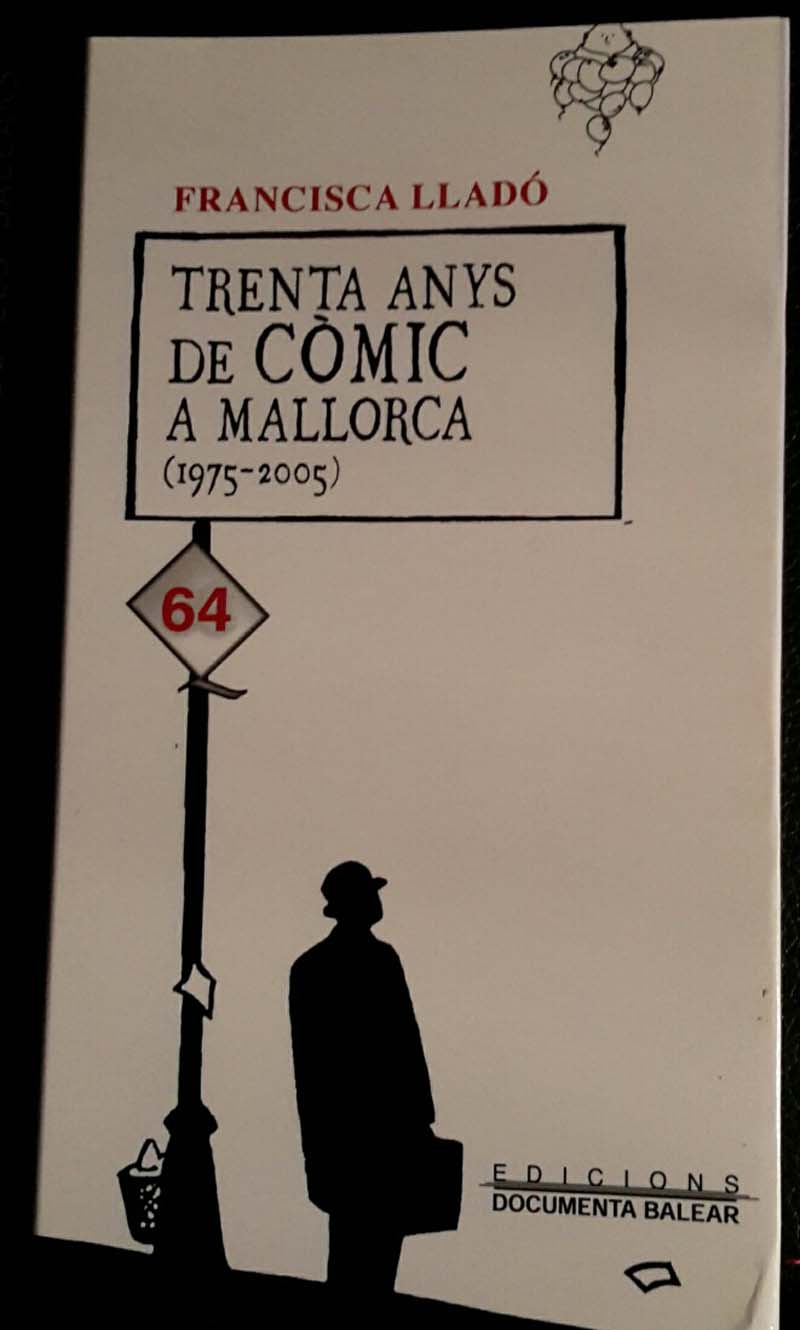 FRANCISCA LLADÓ
TRENTA ANYS
DE CÒMIC
A MALLORCA
(1975-2005)
64
EDICIONS
DOCUMENTA BALEAR